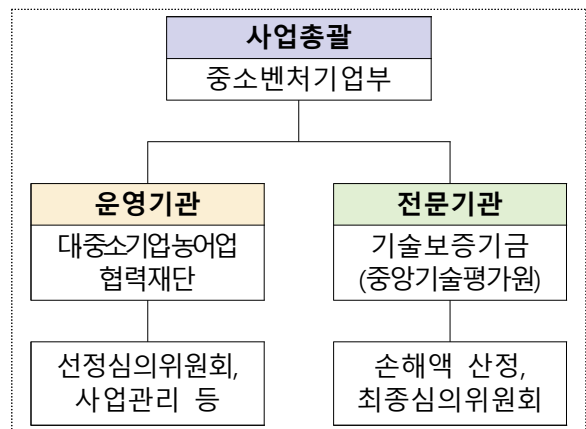 사업총괄
중소벤처기업부
운영기관
대중소기업농어업
협력재단
전문기관
기술보증기금
(중앙기술평가원)
선정심의위원회,
사업관리 등
손해액 산정,
최종심의위원회